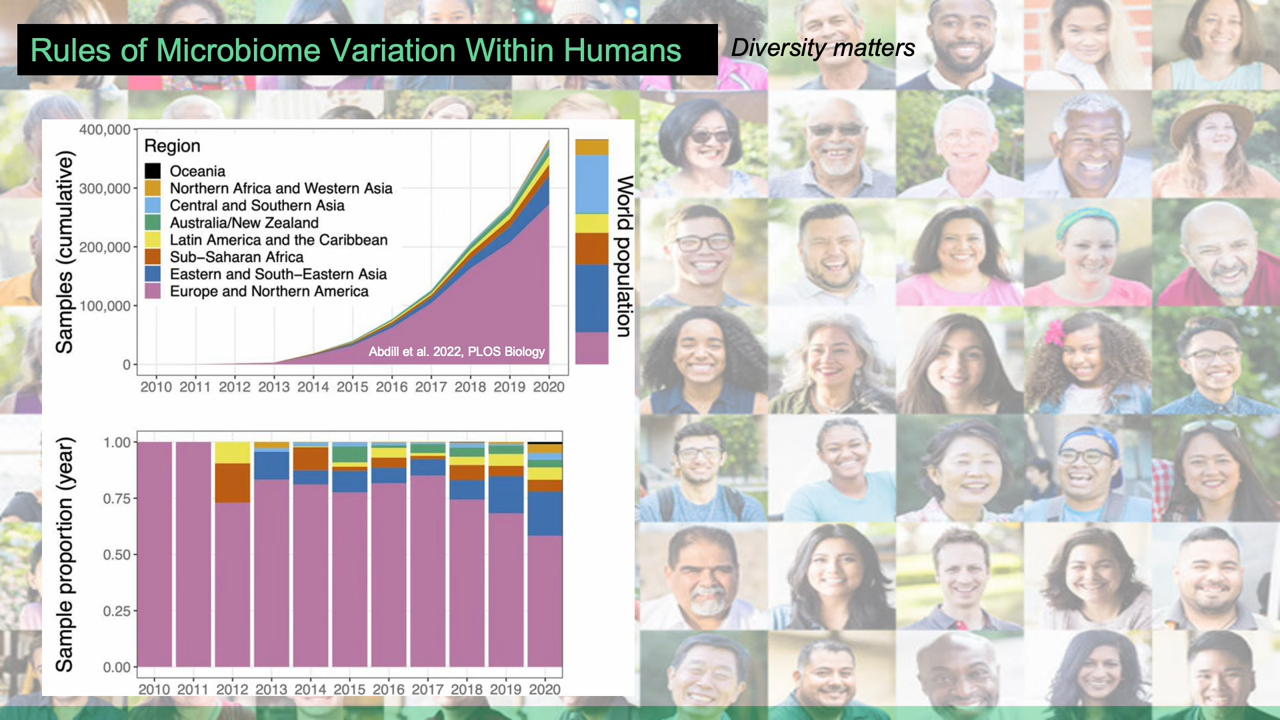 Rules of Microbiome Variation Within Humans
Diversity matters
Samples (cumulative)
400,000
300,000
200,000
100,000
0
Region
Oceania
Northern Africa and Western Asia
Central and Southern Asia
Australia/New Zealand
Latin America and the Caribbean
Sub−Saharan Africa
Eastern and South−Eastern Asia
Europe and Northern America
Abdill et al. 2022, PLOS Biology
World population
2010 2011 2012 2013 2014 2015 2016 2017 2018 2019 2020
Sample proportion (year)
1.00
0.75
0.50
0.25
0.00
2010 2011 2012 2013 2014 2015 2016 2017 2018 2019 2020